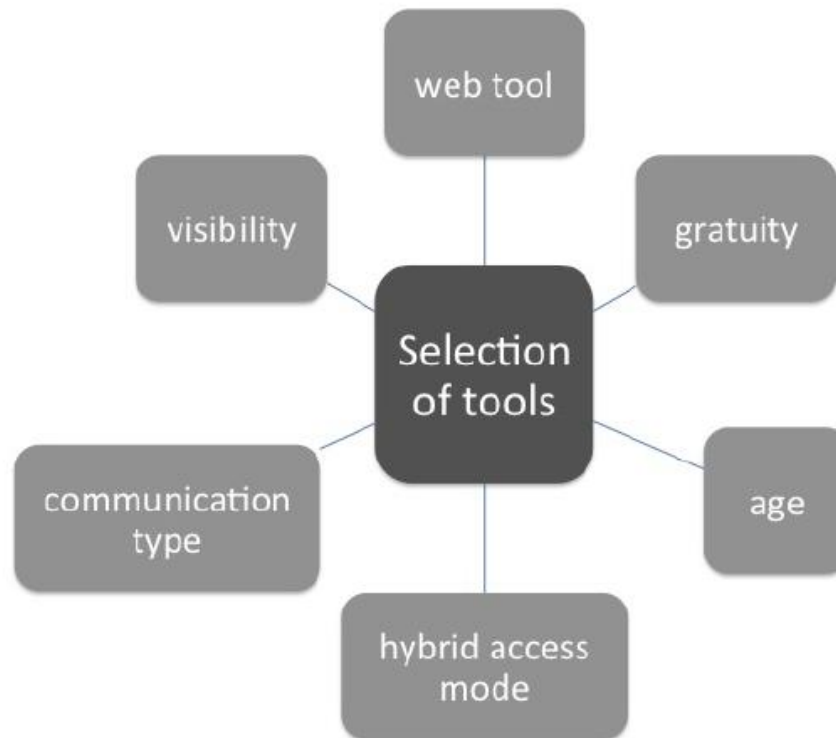 web tool
visibility
gratuity
Selection
of tools
communication
type
age
hybrid access
mode